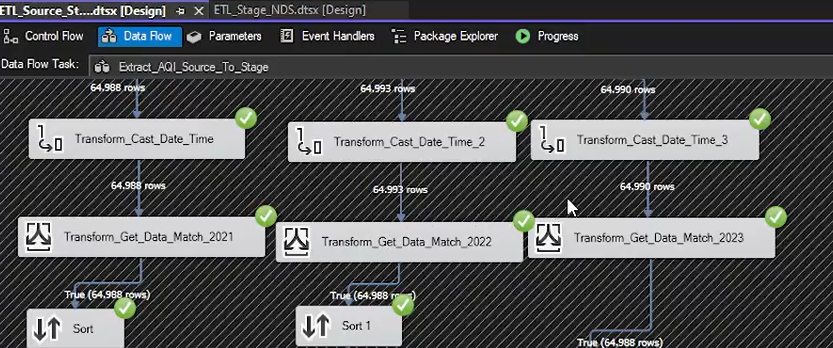 ETL_Source_St....dtsx [Design]
ETL_Stage_NDS.dtsx [Design]
Control Flow
Data Flow
Parameters
Event Handlers
Package Explorer
Progress
Data Flow Task:
Extract_AQI_Source_To_Stage
64.988 rows
64.993 rows
64.990 rows
Transform_Cast_Date_Time
Transform_Cast_Date_Time_2
Transform_Cast_Date_Time_3
64.988 rows
64.993 rows
64.990 rows
Transform_Get_Data_Match_2021
Transform_Get_Data_Match_2022
Transform_Get_Data_Match_2023
True (64.988 rows)
True (64.988 rows)
Sort
Sort 1
True (64.988 rows)